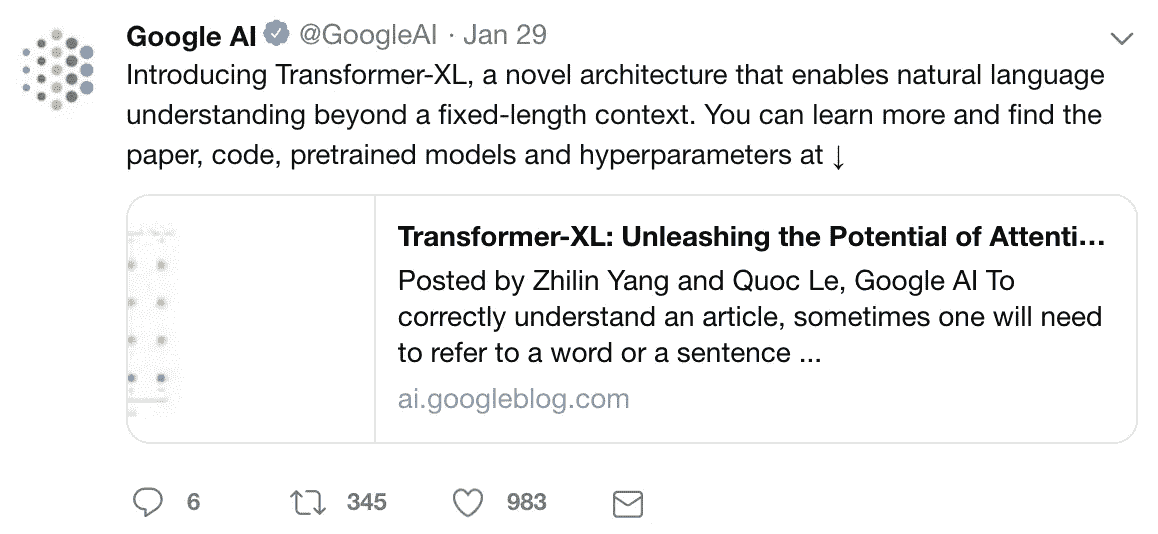 Google AI @GoogleAI · Jan 29
Introducing Transformer-XL, a novel architecture that enables natural language
understanding beyond a fixed-length context. You can learn more and find the
paper, code, pretrained models and hyperparameters at ↓
Transformer-XL: Unleashing the Potential of Attenti...
Posted by Zhilin Yang and Quoc Le, Google AI To
correctly understand an article, sometimes one will need
to refer to a word or a sentence ...
ai.googleblog.com
6 345 983